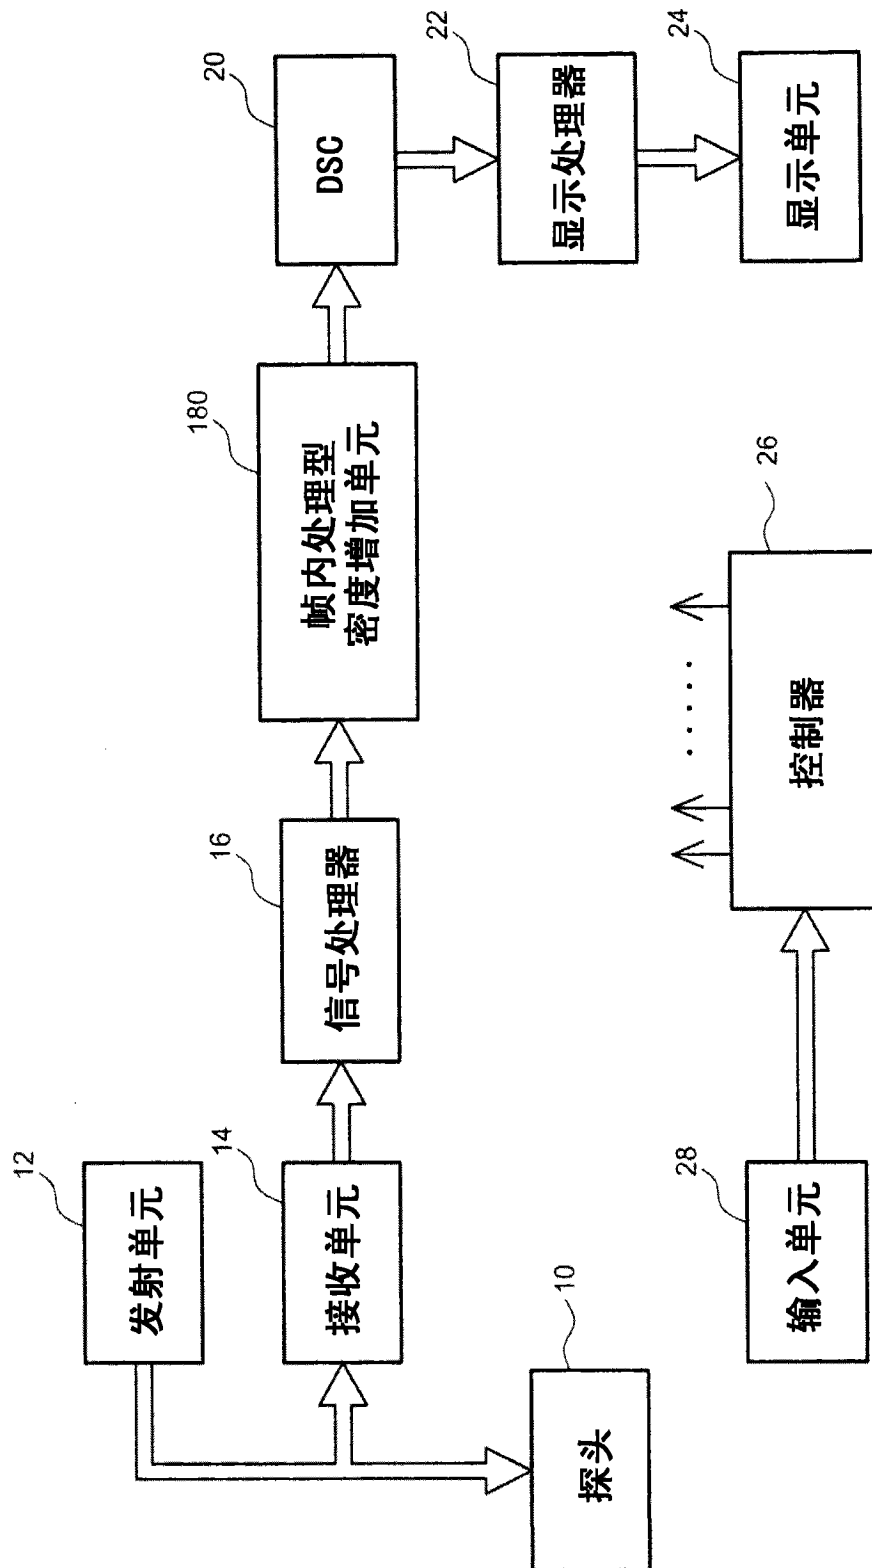 12
发射单元
14
接收单元
10
探头
16
信号处理器
180
帧内处理型
密度增加单元
20
DSC
22
显示处理器
24
显示单元
28
输入单元
26
控制器